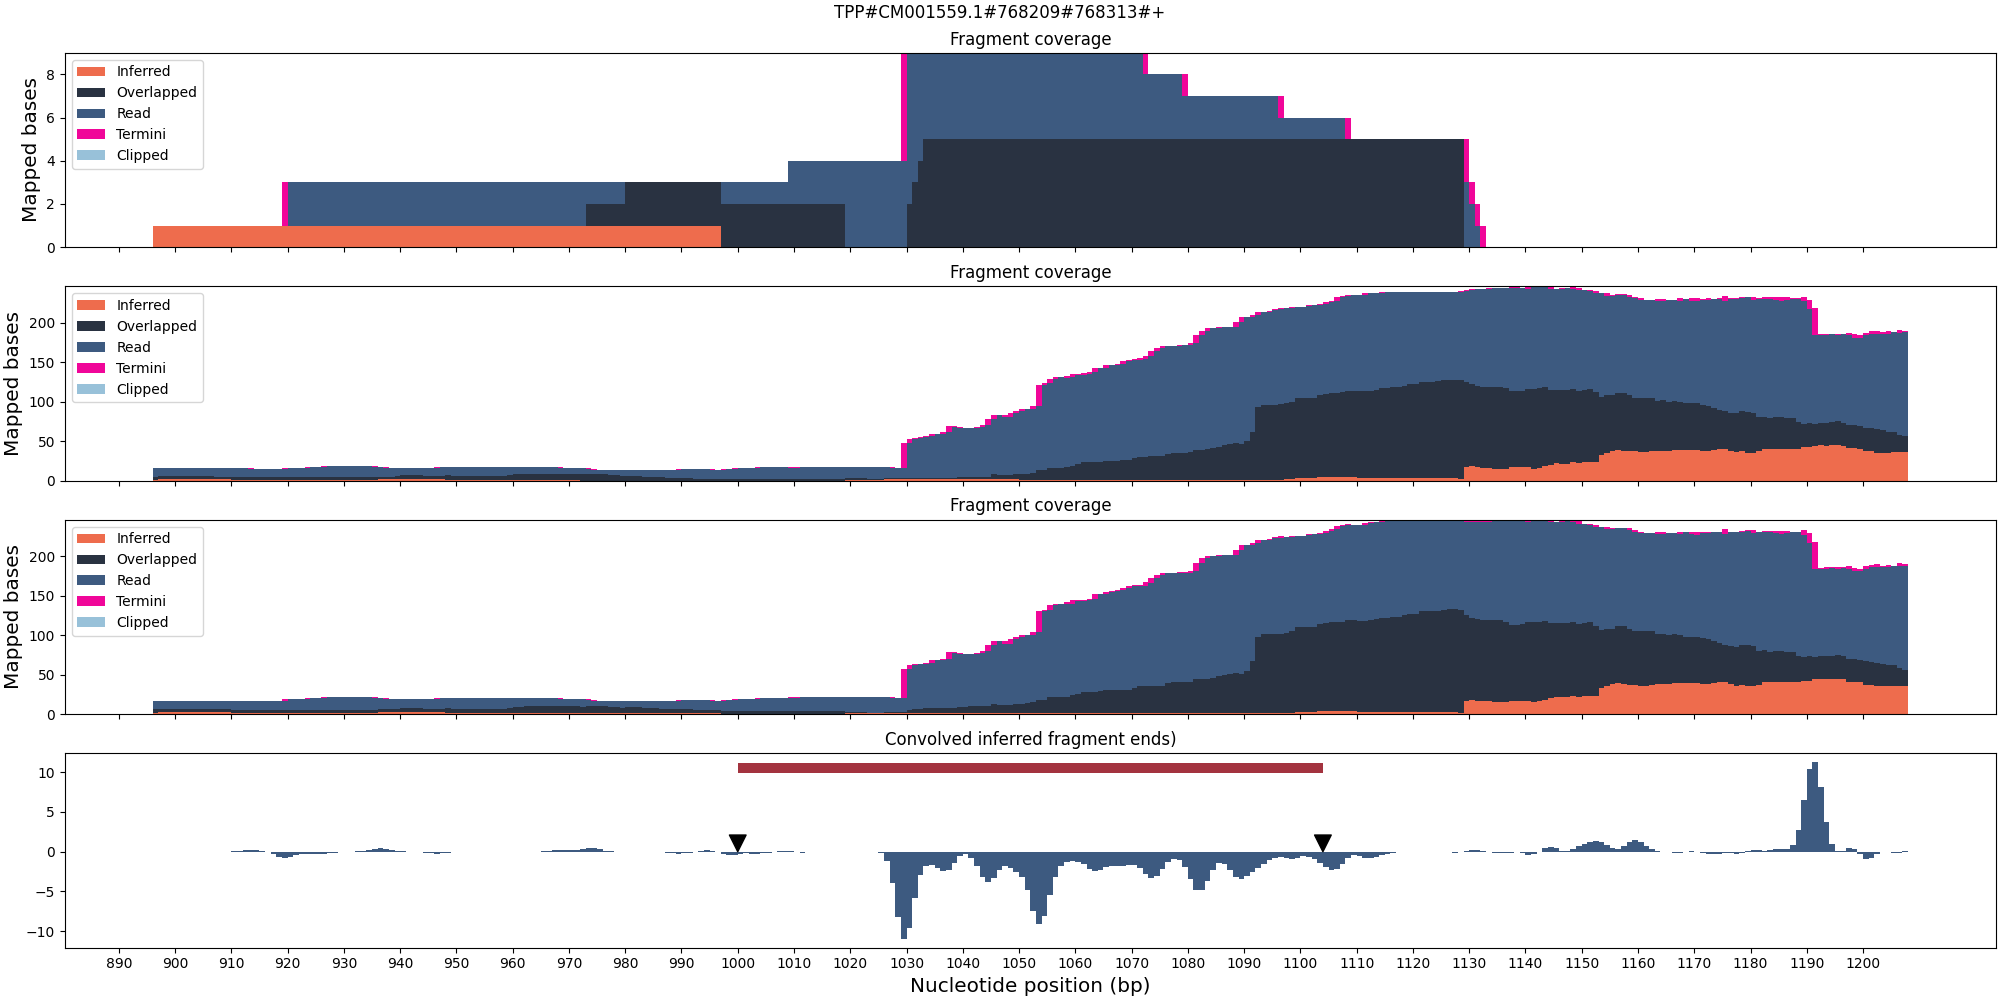 TPP#CM001559.1#768209#768313#+
Fragment coverage
Mapped bases
8
6
4
2
0
Inferred
Overlapped
Read
Termini
Clipped
Fragment coverage
Mapped bases
200
150
100
50
0
Inferred
Overlapped
Read
Termini
Clipped
Fragment coverage
Mapped bases
200
150
100
50
0
Inferred
Overlapped
Read
Termini
Clipped
Convolved inferred fragment ends)
10
5
0
−5
−10
890 900 910 920 930 940 950 960 970 980 990 1000 1010 1020 1030 1040 1050 1060 1070 1080 1090 1100 1110 1120 1130 1140 1150 1160 1170 1180 1190 1200
Nucleotide position (bp)